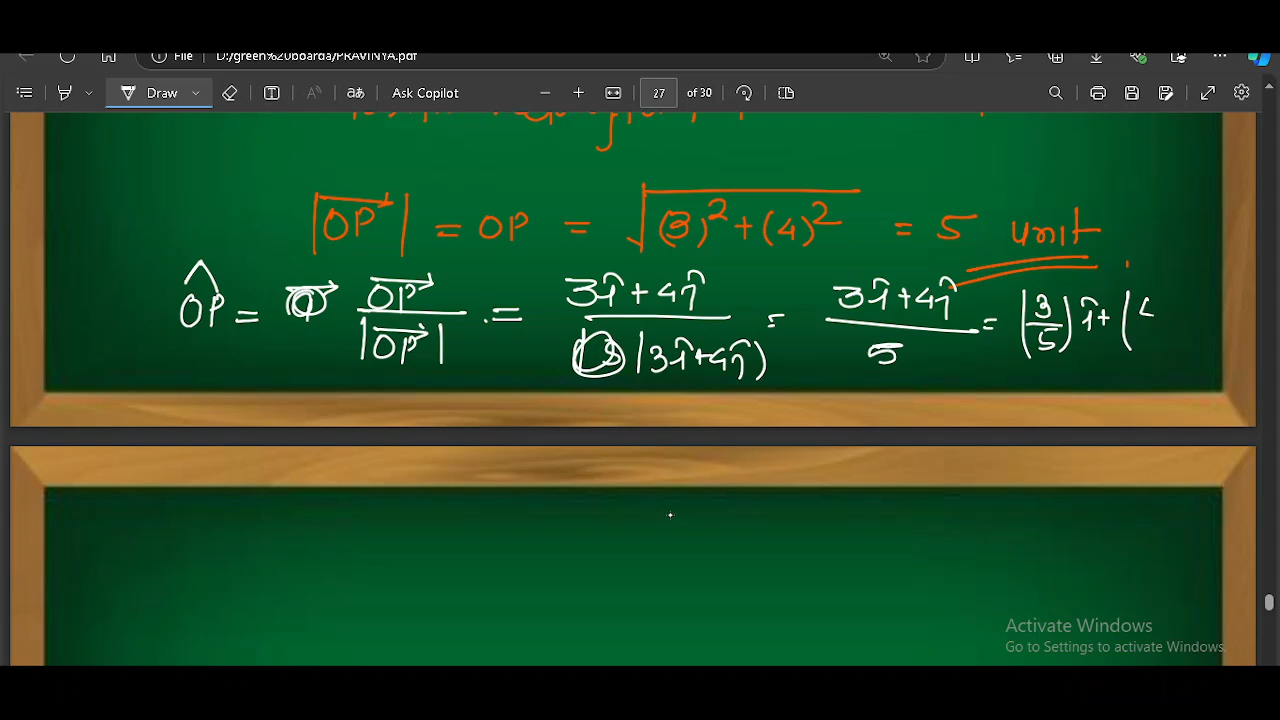 File D:/green%20boarda/PRAVINYA.pdf
Draw Ask Copilot 27 of 30
|OP⃗| = OP = √(3)² + (4)² = 5 unit
OP̂ = OP⃗/|OP⃗| = 3î+4ĵ/|3î+4ĵ| = 3î+4ĵ/5 = (3/5)î+(
Activate Windows
Go to Settings to activate Windows.